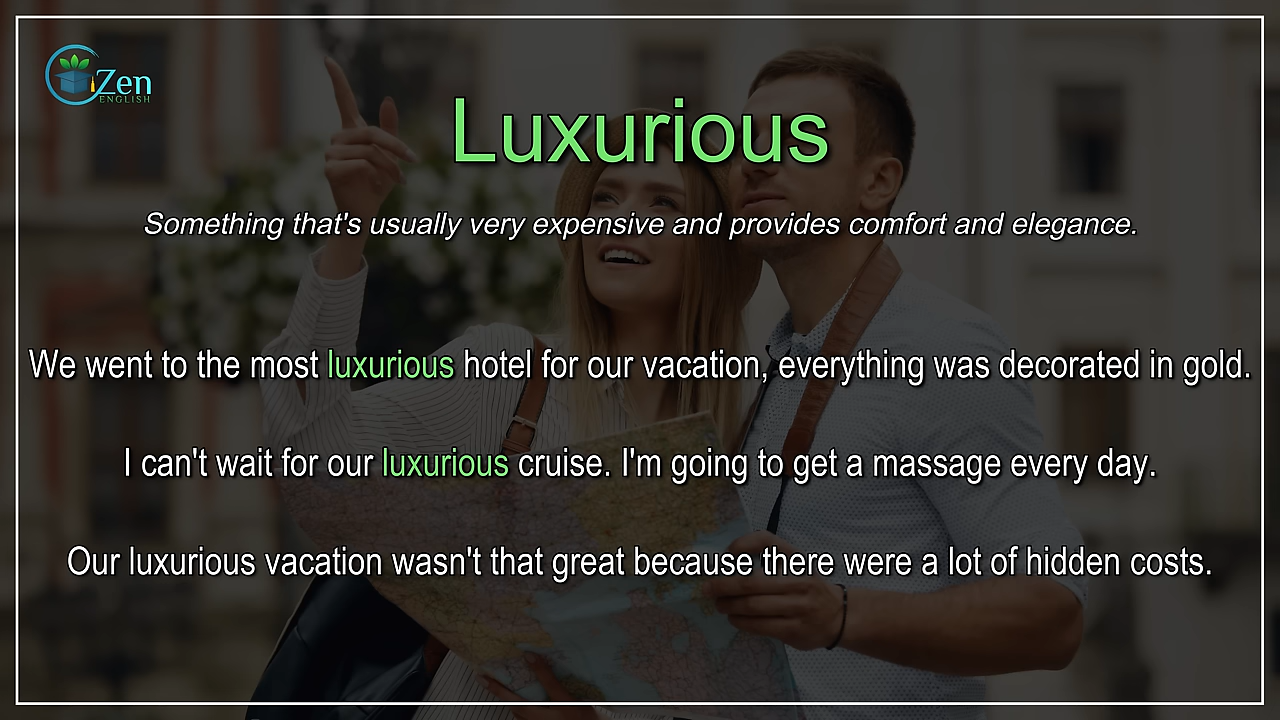 Zen
ENGLISH
Luxurious
Something that's usually very expensive and provides comfort and elegance.
We went to the most luxurious hotel for our vacation, everything was decorated in gold.
I can't wait for our luxurious cruise. I'm going to get a massage every day.
Our luxurious vacation wasn't that great because there were a lot of hidden costs.